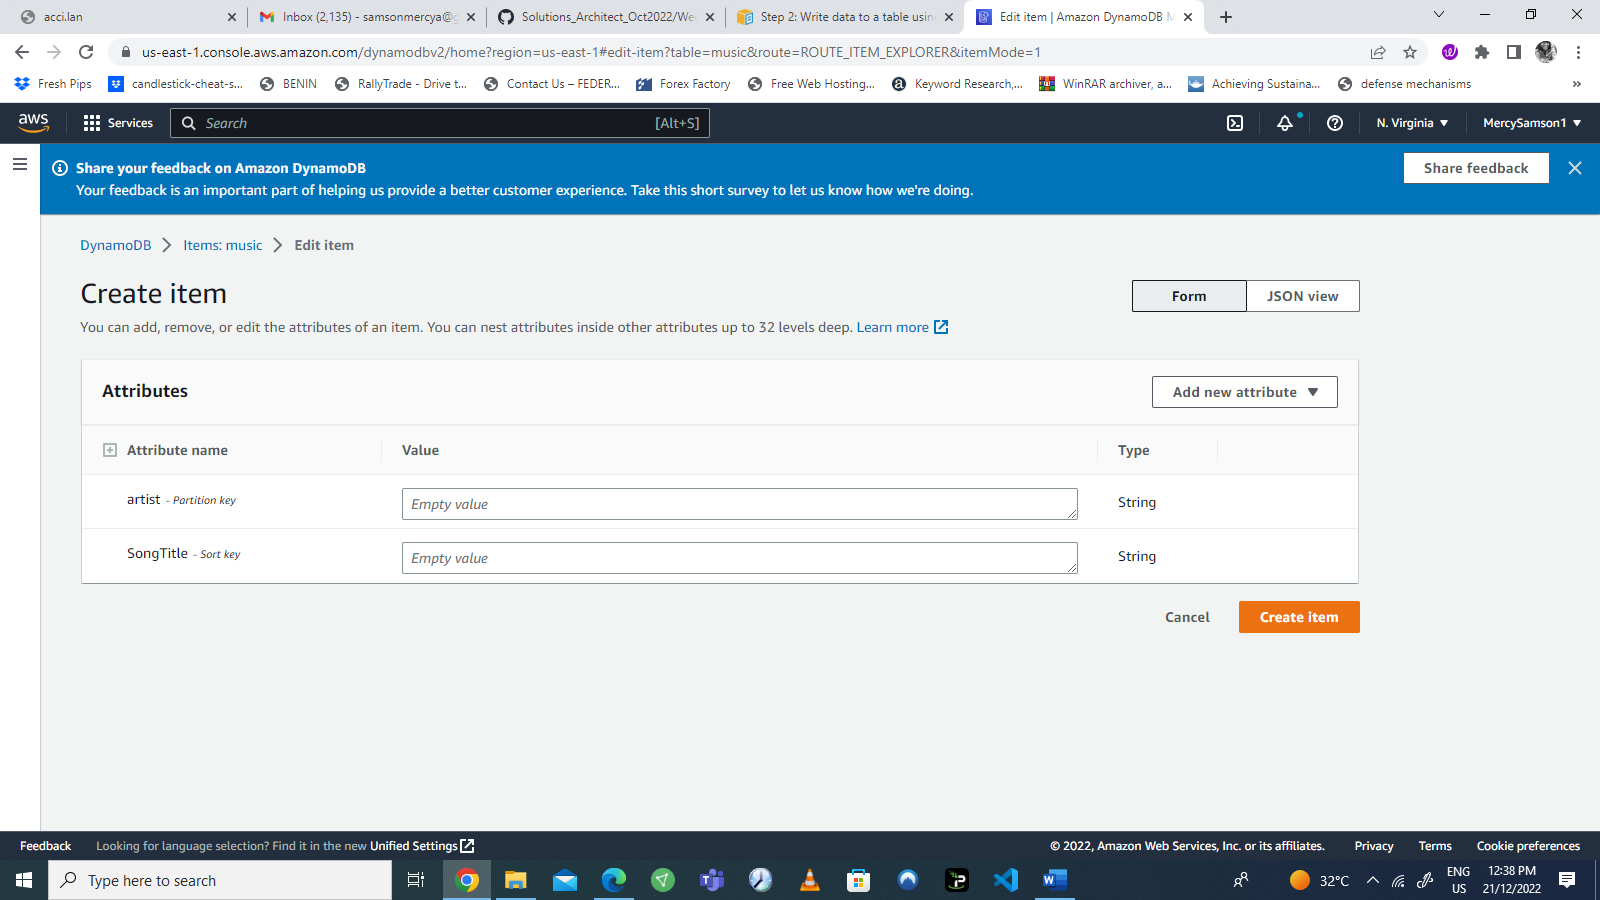 acci.lan
Inbox (2,135) - samsonmercya@g
Solutions_Architect_Oct2022/We
Step 2: Write data to a table usin
Edit item | Amazon DynamoDB M
us-east-1.console.aws.amazon.com/dynamodbv2/home?region=us-east-1#edit-item?table=music&route=ROUTE_ITEM_EXPLORER&itemMode=1
Fresh Pips
candlestick-cheat-s...
BENIN
RallyTrade - Drive t...
Contact Us – FEDER...
Forex Factory
Free Web Hosting...
Keyword Research,...
WinRAR archiver, a...
Achieving Sustaina...
defense mechanisms
»
aws
Services
Search
[Alt+S]
N. Virginia
MercySamson1
Share your feedback on Amazon DynamoDB
Your feedback is an important part of helping us provide a better customer experience. Take this short survey to let us know how we're doing.
Share feedback
DynamoDB
Items: music
Edit item
Create item
Form
JSON view
You can add, remove, or edit the attributes of an item. You can nest attributes inside other attributes up to 32 levels deep. Learn more
Attributes
Add new attribute
Attribute name
Value
Type
artist - Partition key
Empty value
String
SongTitle - Sort key
Empty value
String
Cancel
Create item
Feedback
Looking for language selection? Find it in the new Unified Settings
© 2022, Amazon Web Services, Inc. or its affiliates.
Privacy
Terms
Cookie preferences
Type here to search
32°C
ENG
US
12:38 PM
21/12/2022